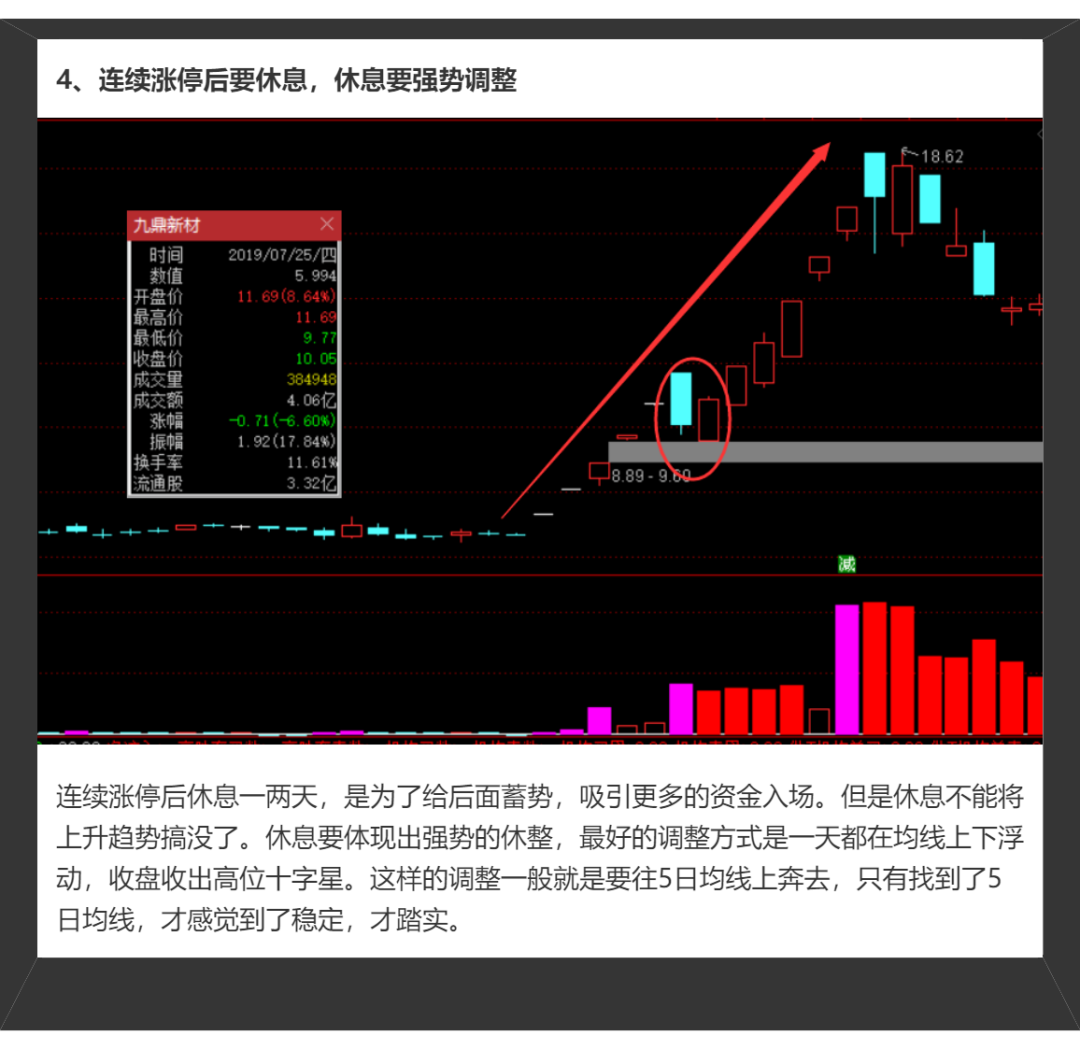 4、连续涨停后要休息，休息要强势调整
18.62
九鼎新材
时间 2019/07/25/四
数值 5.994
开盘价 11.69(8.64%)
最高价 11.69
最低价 9.77
收盘价 10.05
成交量 384948
成交额 4.06亿
涨幅 -0.71(-6.60%)
振幅 1.92(17.84%)
换手率 11.61%
流通股 3.32亿
8.89-9.60
减
连续涨停后休息一两天，是为了给后面蓄势，吸引更多的资金入场。但是休息不能将
上升趋势搞没了。休息要体现出强势的休整，最好的调整方式是一天都在均线上下浮
动，收盘收出高位十字星。这样的调整一般就是要往5日均线上奔去，只有找到了5
日均线，才感觉到了稳定，才踏实。